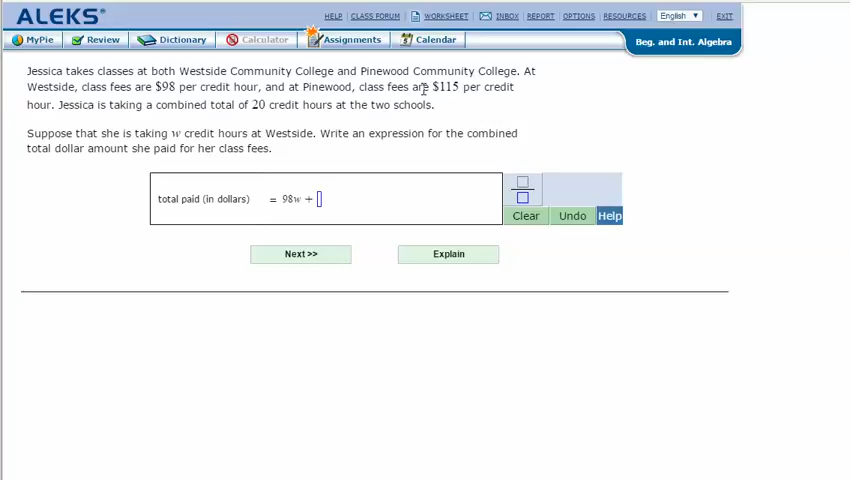 ALEKS®
HELP | CLASS FORUM WORKSHEET INBOX | REPORT | OPTIONS | RESOURCES English ▼ EXIT
MyPie Review Dictionary Calculator Assignments Calendar
Beg. and Int. Algebra
Jessica takes classes at both Westside Community College and Pinewood Community College. At
Westside, class fees are $98 per credit hour, and at Pinewood, class fees are $115 per credit
hour. Jessica is taking a combined total of 20 credit hours at the two schools.
Suppose that she is taking w credit hours at Westside. Write an expression for the combined
total dollar amount she paid for her class fees.
total paid (in dollars) = 98w +
Clear Undo Help
Next >> Explain